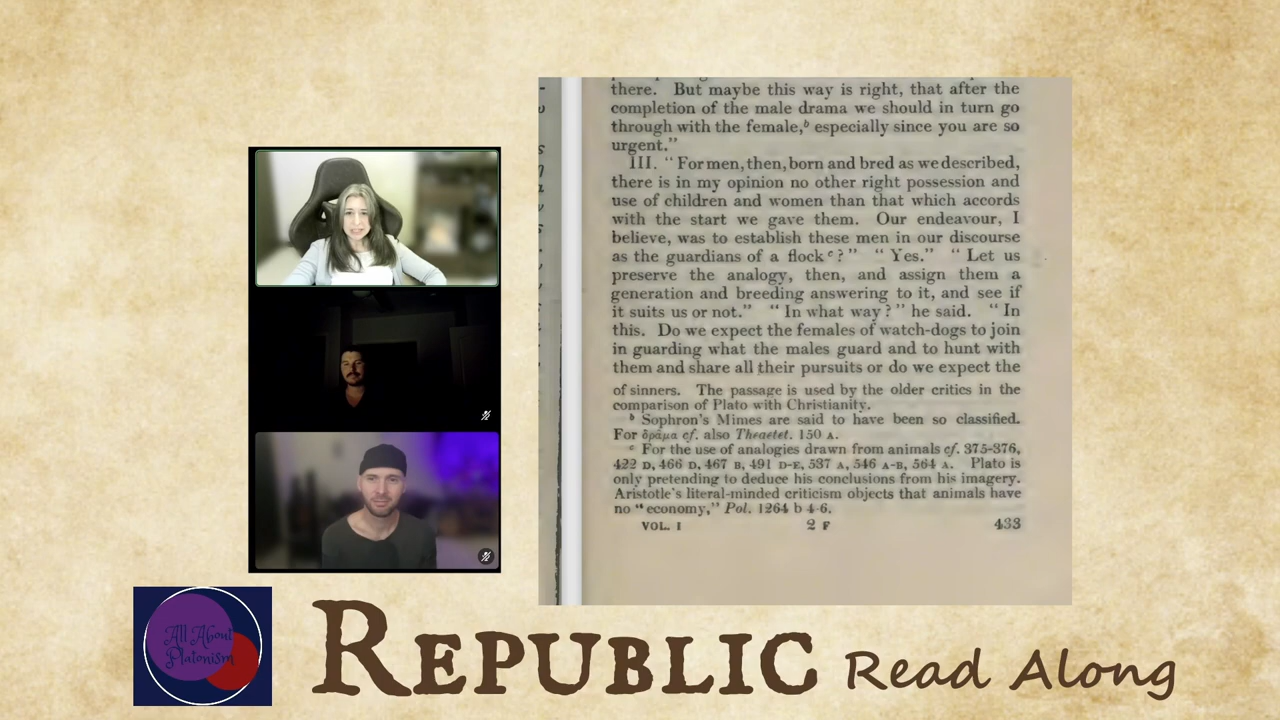 there. But maybe this way is right, that after the
completion of the male drama we should in turn go
through with the female,ᵇ especially since you are so
urgent.”
III. “ For men, then, born and bred as we described,
there is in my opinion no other right possession and
use of children and women than that which accords
with the start we gave them. Our endeavour, I
believe, was to establish these men in our discourse
as the guardians of a flockᶜ ? ” “ Yes.” “ Let us
preserve the analogy, then, and assign them a
generation and breeding answering to it, and see if
it suits us or not.” “ In what way ? ” he said. “ In
this. Do we expect the females of watch-dogs to join
in guarding what the males guard and to hunt with
them and share all their pursuits or do we expect the
of sinners. The passage is used by the older critics in the
comparison of Plato with Christianity.
ᵇ Sophron's Mimes are said to have been so classified.
For δρᾶμα cf. also Theaetet. 150 A.
ᶜ For the use of analogies drawn from animals cf. 375-376,
422 D, 466 D, 467 B, 491 D-E, 537 A, 546 A-B, 564 A. Plato is
only pretending to deduce his conclusions from his imagery.
Aristotle's literal-minded criticism objects that animals have
no “ economy,” Pol. 1264 b 4-6.
VOL. I 2 F 433
All About
Platonism
REPUBLIC Read Along